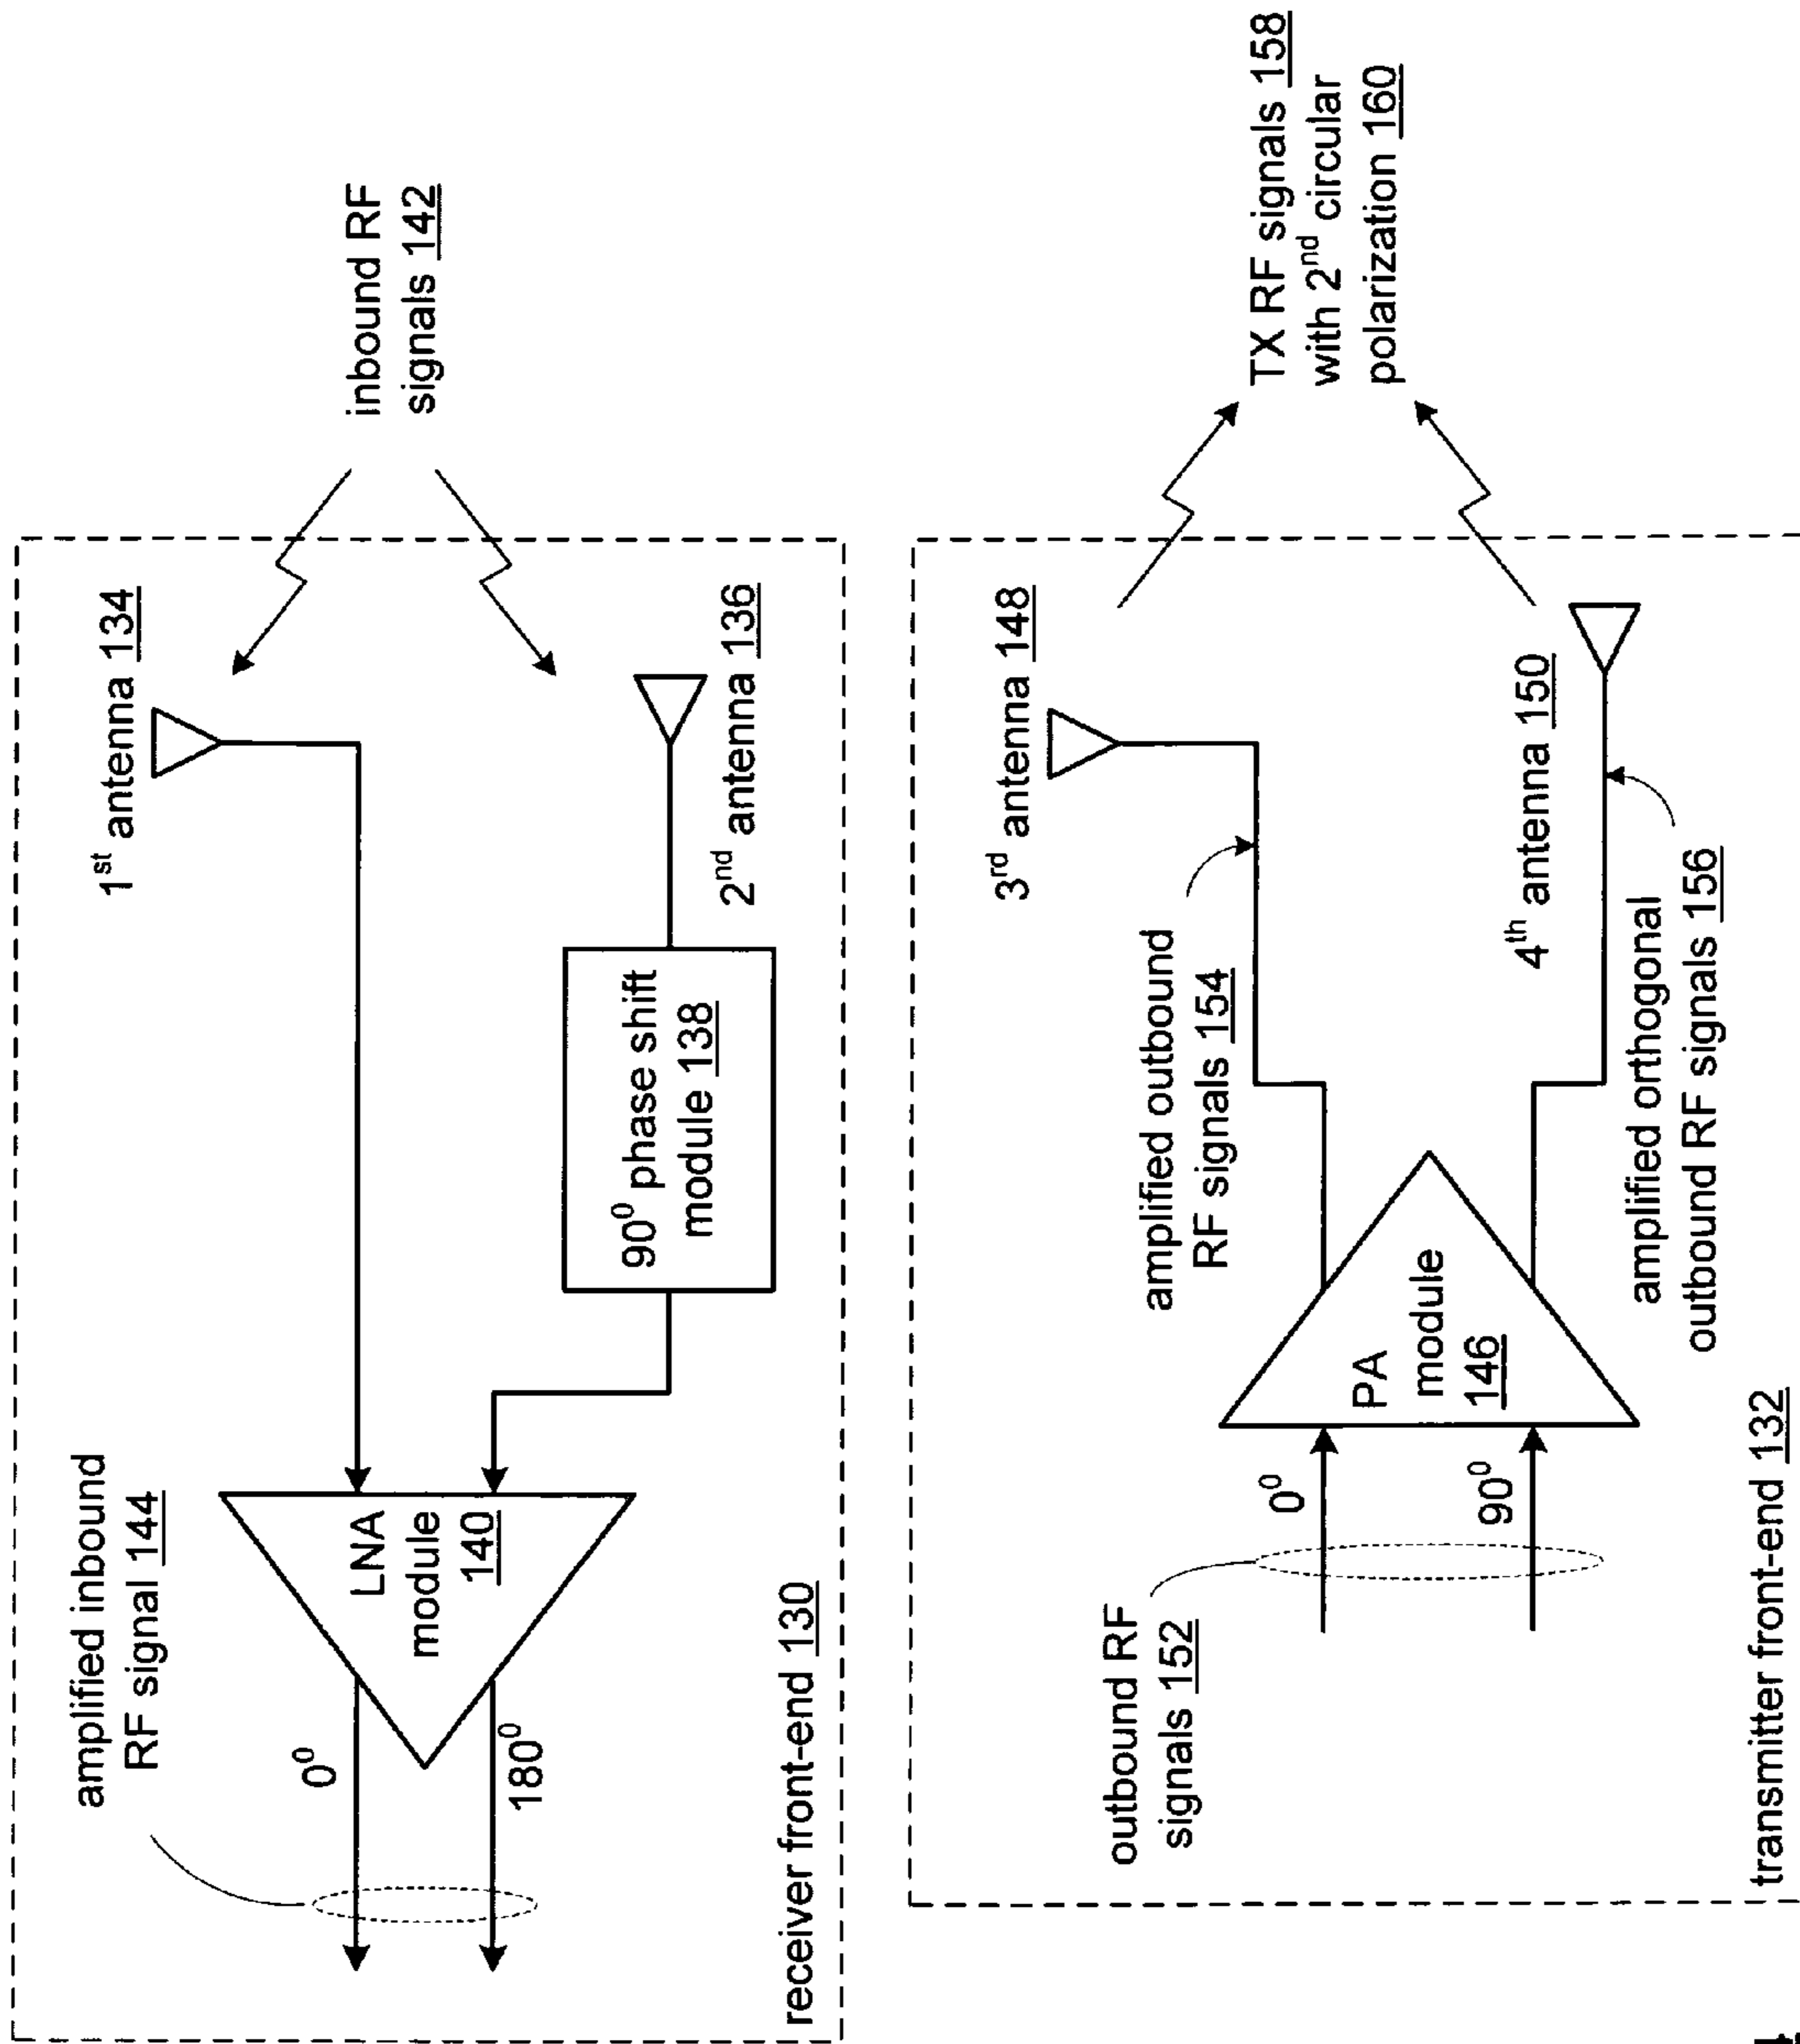 amplified inbound
RF signal 144
0⁰
180⁰
LNA
module
140
1st antenna 134
90⁰ phase shift
module 138
2nd antenna 136
inbound RF
signals 142
receiver front-end 130
outbound RF
signals 152
0⁰
90⁰
PA
module
146
amplified outbound
RF signals 154
3rd antenna 148
4th antenna 150
amplified orthogonal
outbound RF signals 156
TX RF signals 158
with 2nd circular
polarization 160
transmitter front-end 132